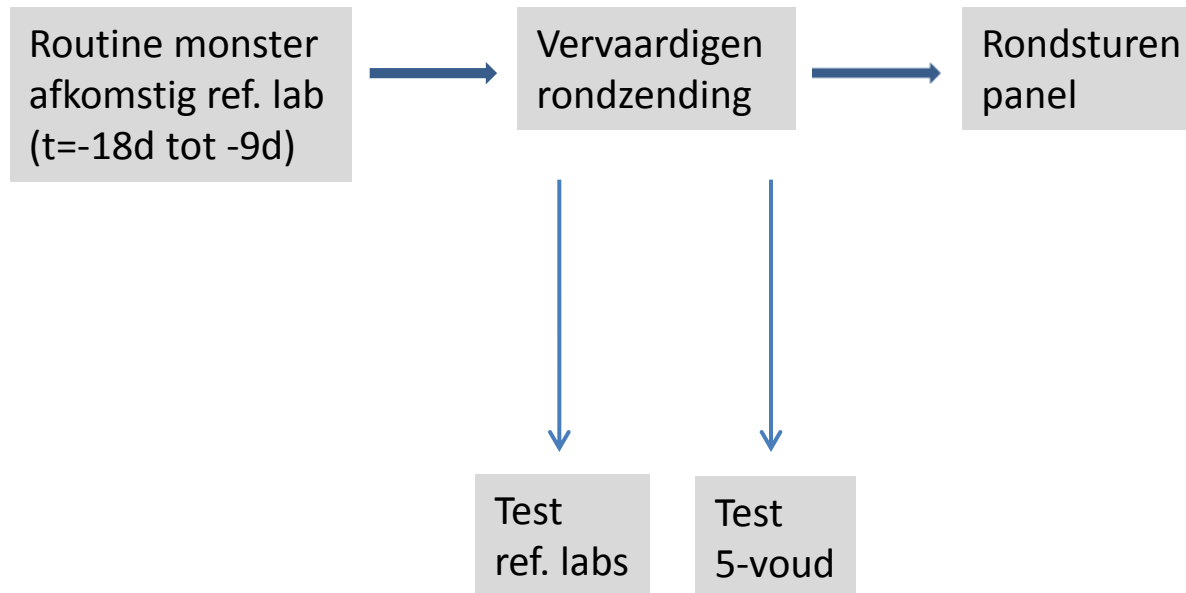 Routine monster
afkomstig ref. lab
(t=-18d tot -9d)
Vervaardigen
rondzending
Rondsturen
panel
Test
ref. labs
Test
5-voud